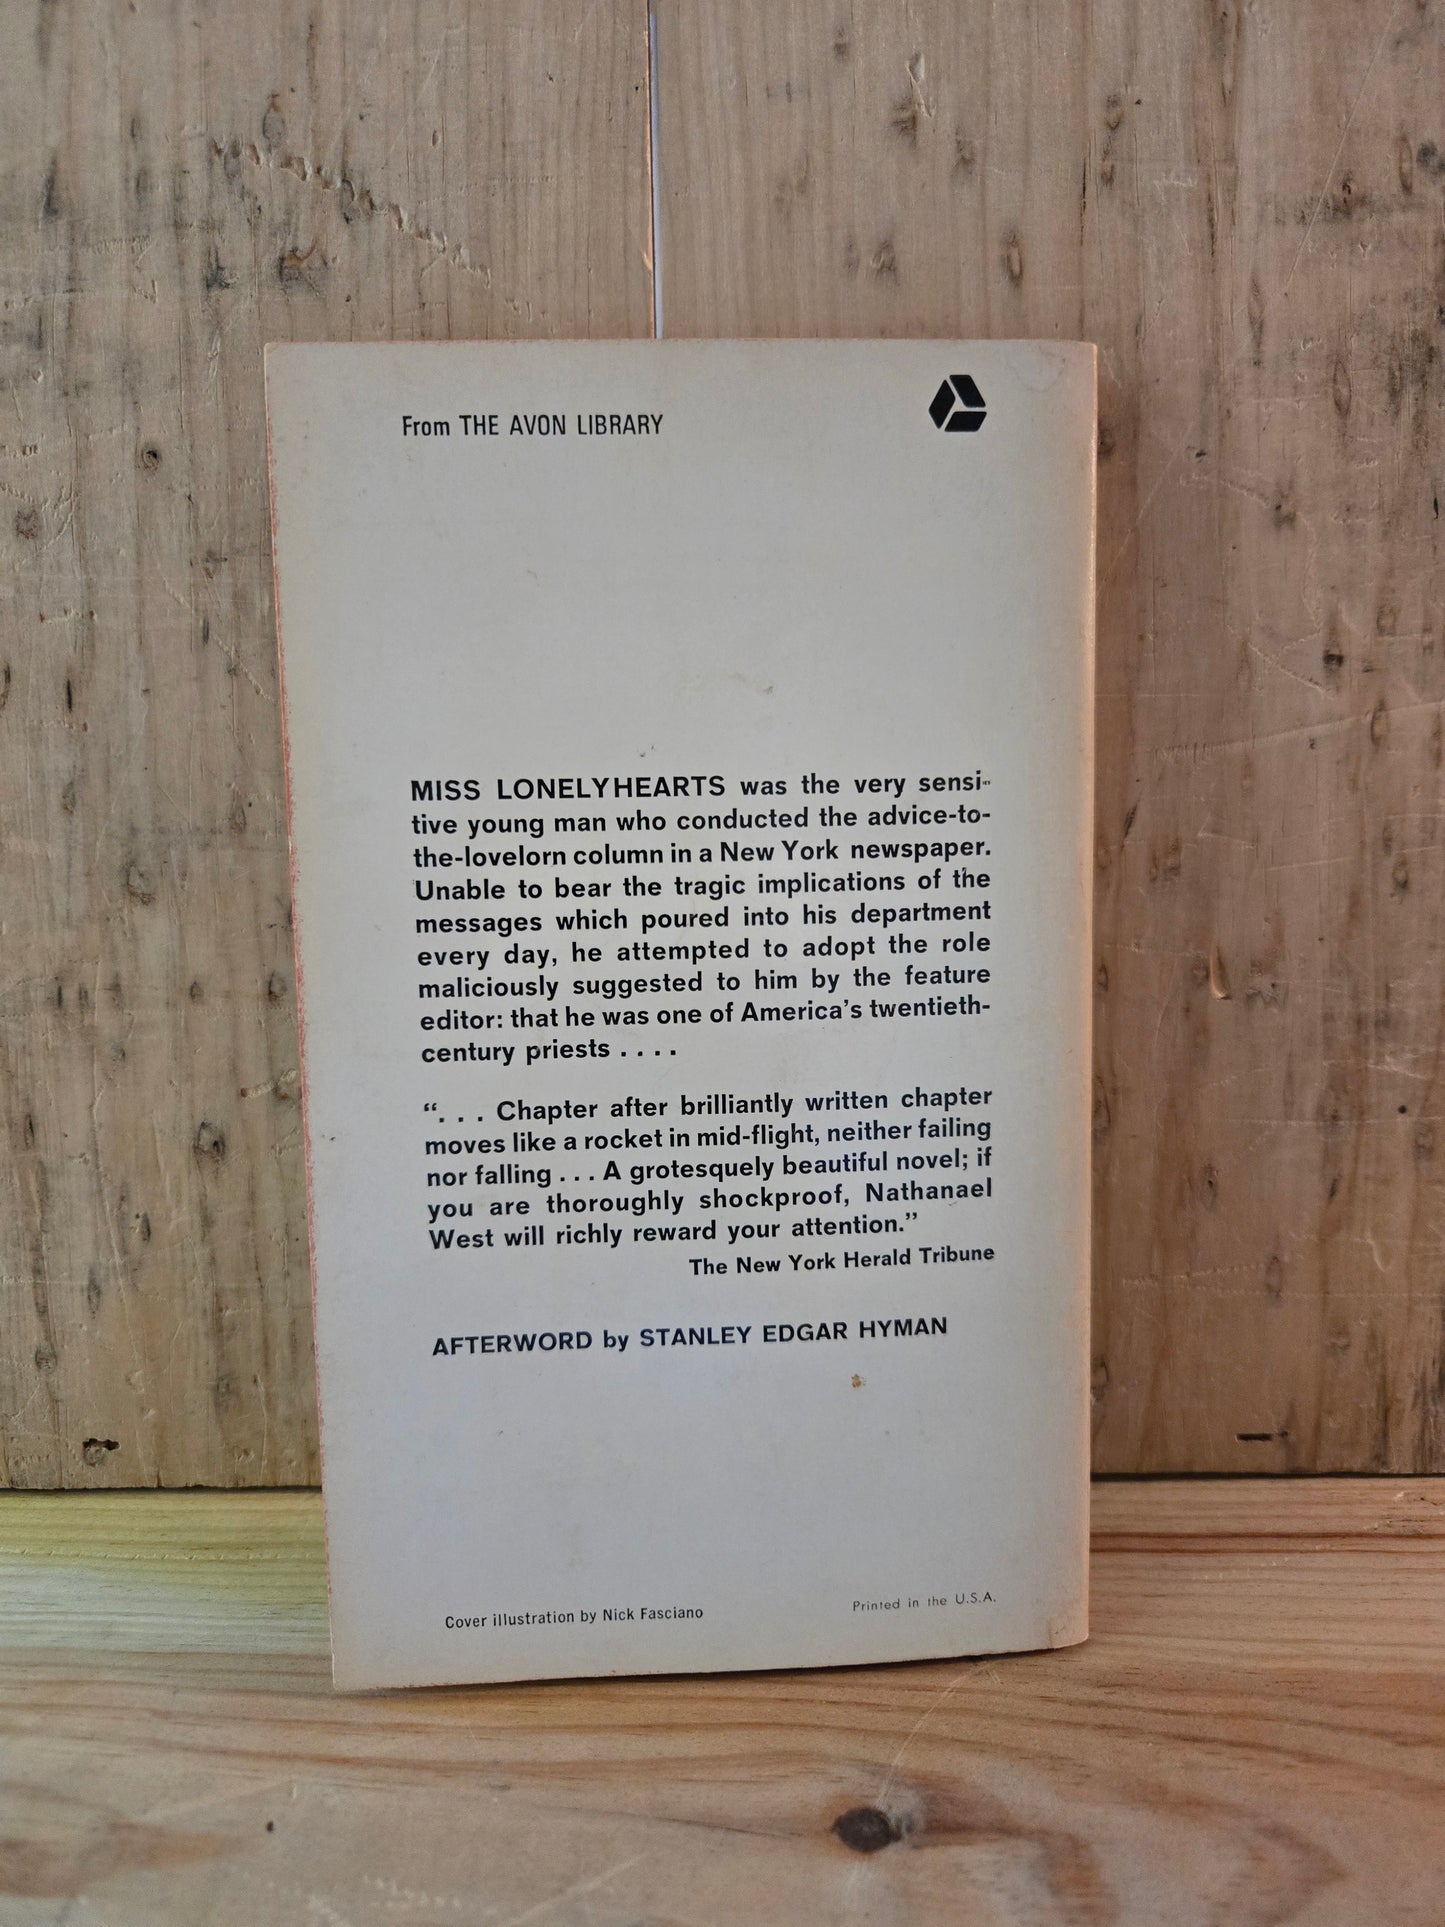 From THE AVON LIBRARY
MISS LONELYHEARTS was the very sensi-
tive young man who conducted the advice-to-
the-lovelorn column in a New York newspaper.
Unable to bear the tragic implications of the
messages which poured into his department
every day, he attempted to adopt the role
maliciously suggested to him by the feature
editor: that he was one of America's twentieth-
century priests . . . .
“. . . Chapter after brilliantly written chapter
moves like a rocket in mid-flight, neither failing
nor falling . . . A grotesquely beautiful novel; if
you are thoroughly shockproof, Nathanael
West will richly reward your attention.”
The New York Herald Tribune
AFTERWORD by STANLEY EDGAR HYMAN
Cover illustration by Nick Fasciano
Printed in the U.S.A.